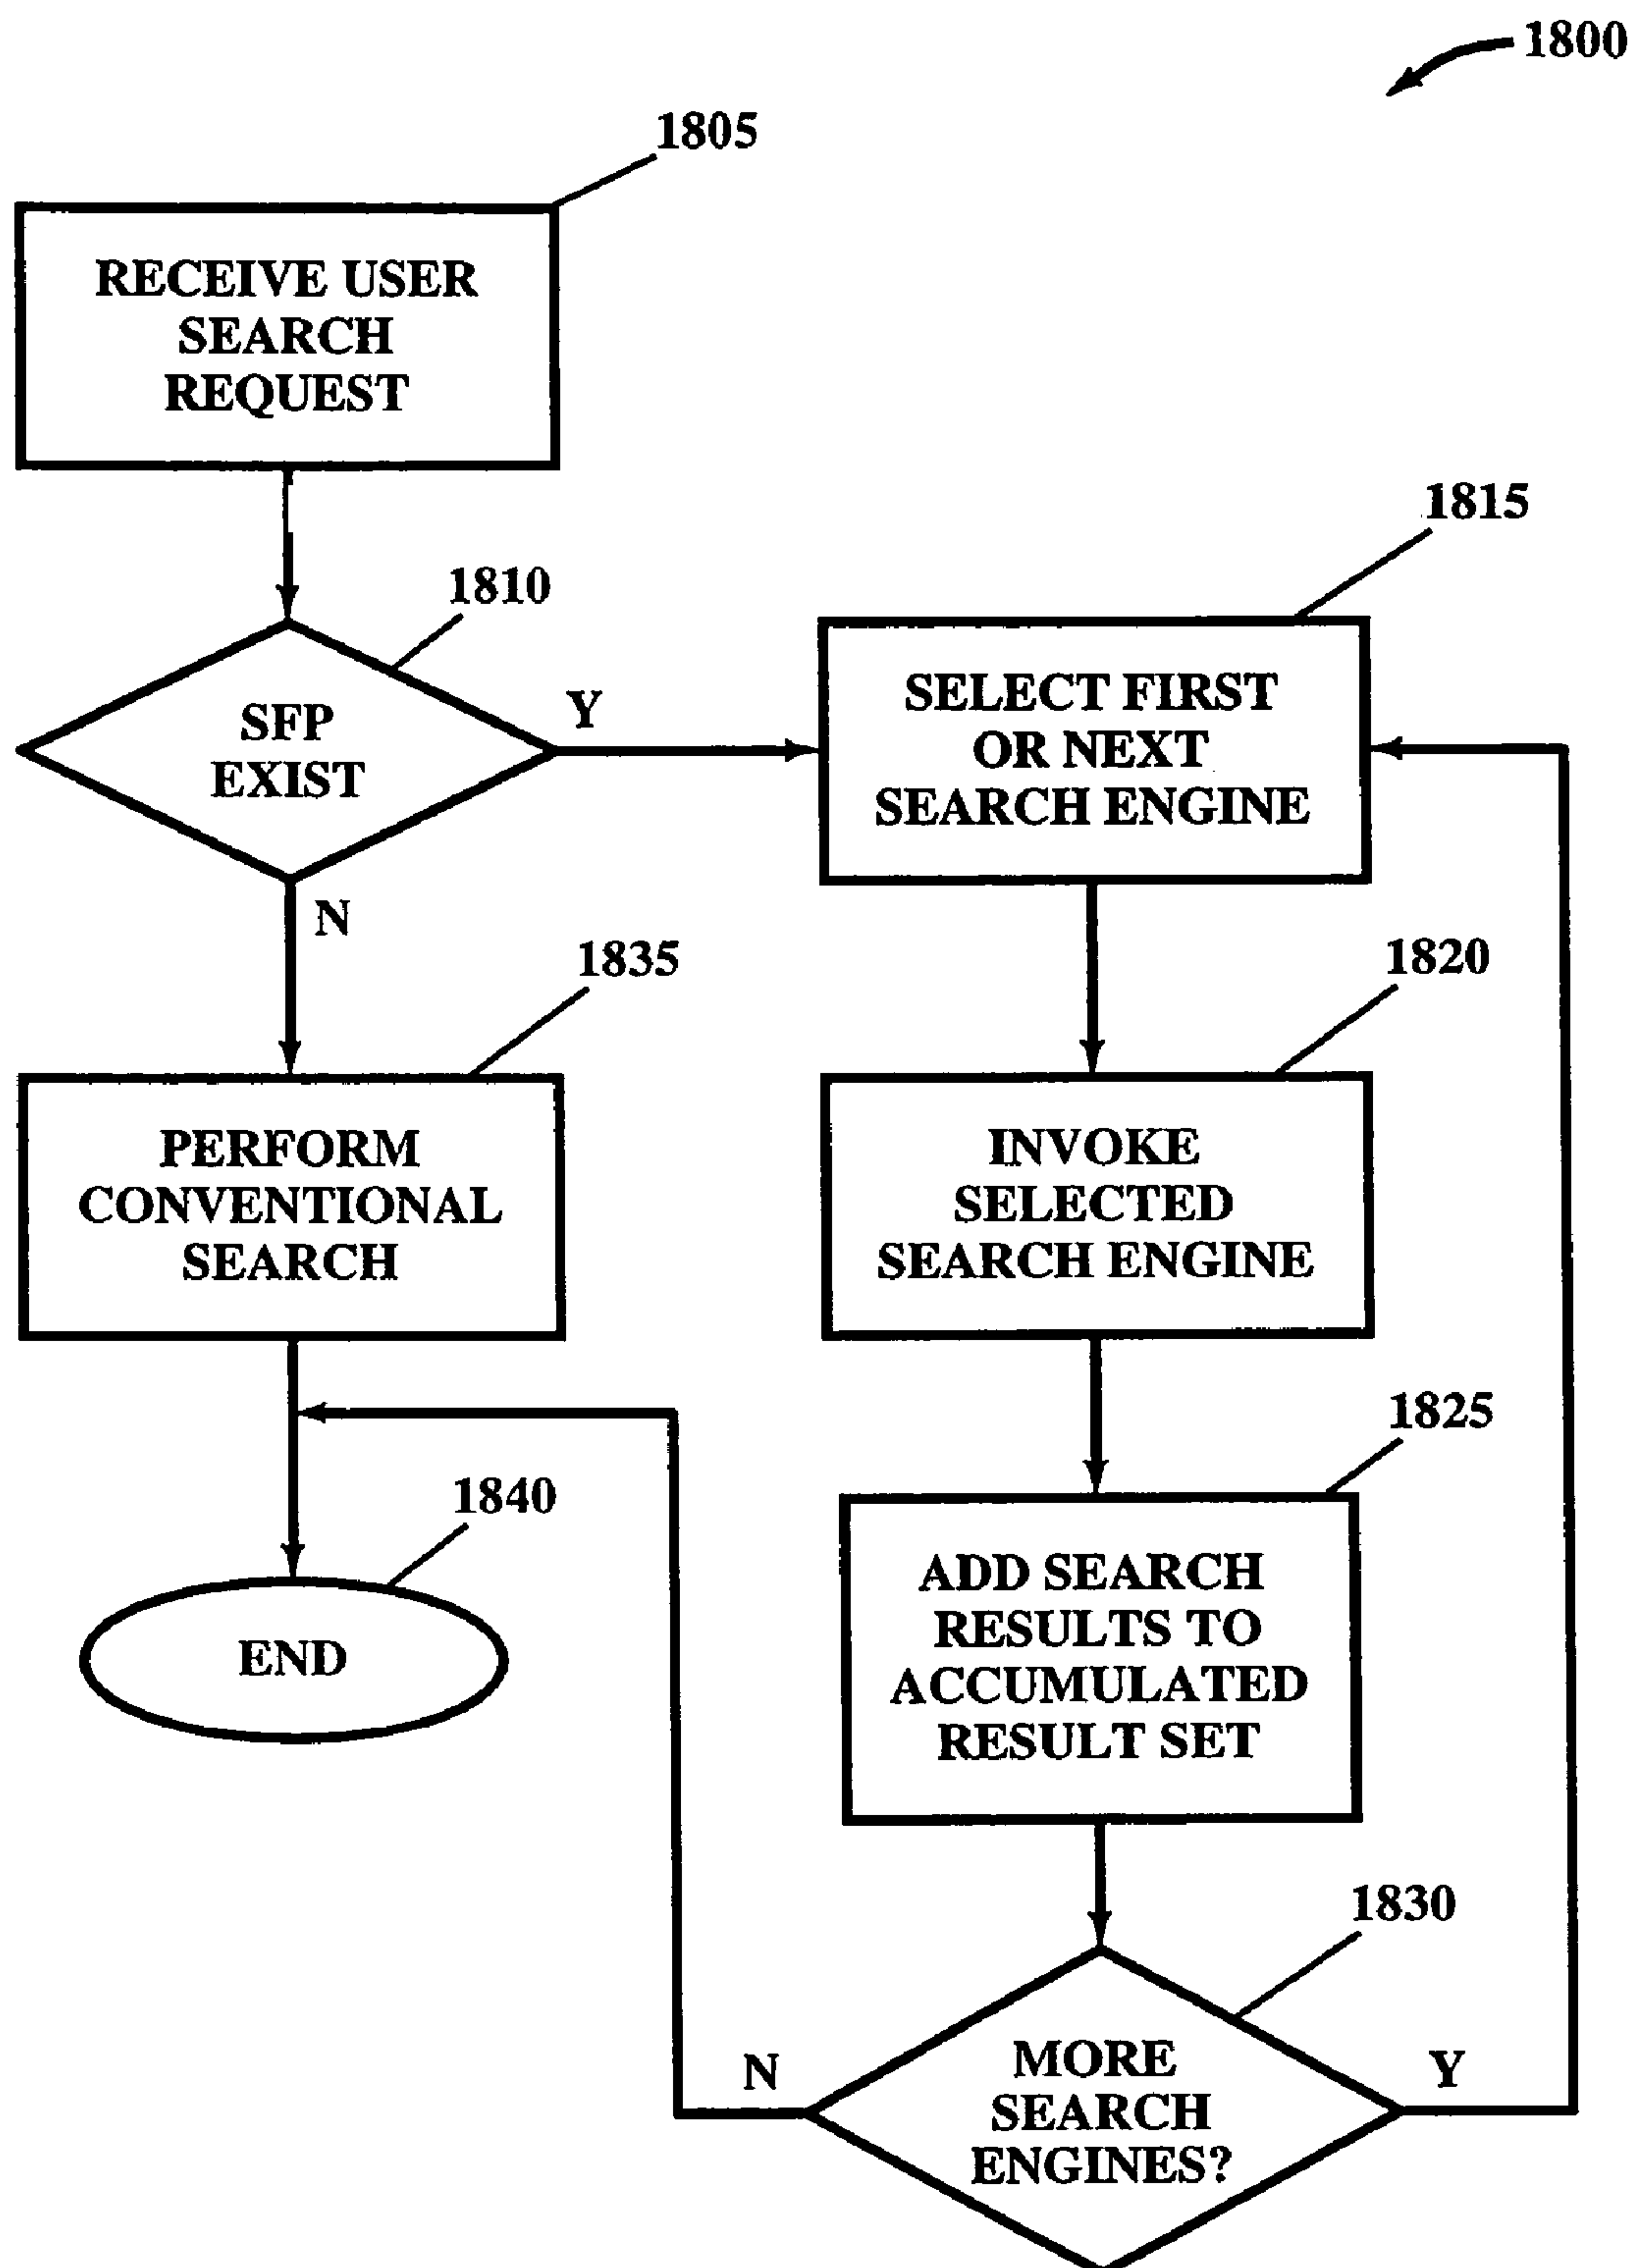 1800
1805
RECEIVE USER
SEARCH
REQUEST
1810
SFP
EXIST
Y
N
1815
SELECT FIRST
OR NEXT
SEARCH ENGINE
1835
PERFORM
CONVENTIONAL
SEARCH
1820
INVOKE
SELECTED
SEARCH ENGINE
1825
ADD SEARCH
RESULTS TO
ACCUMULATED
RESULT SET
1840
END
1830
MORE
SEARCH
ENGINES?
N
Y